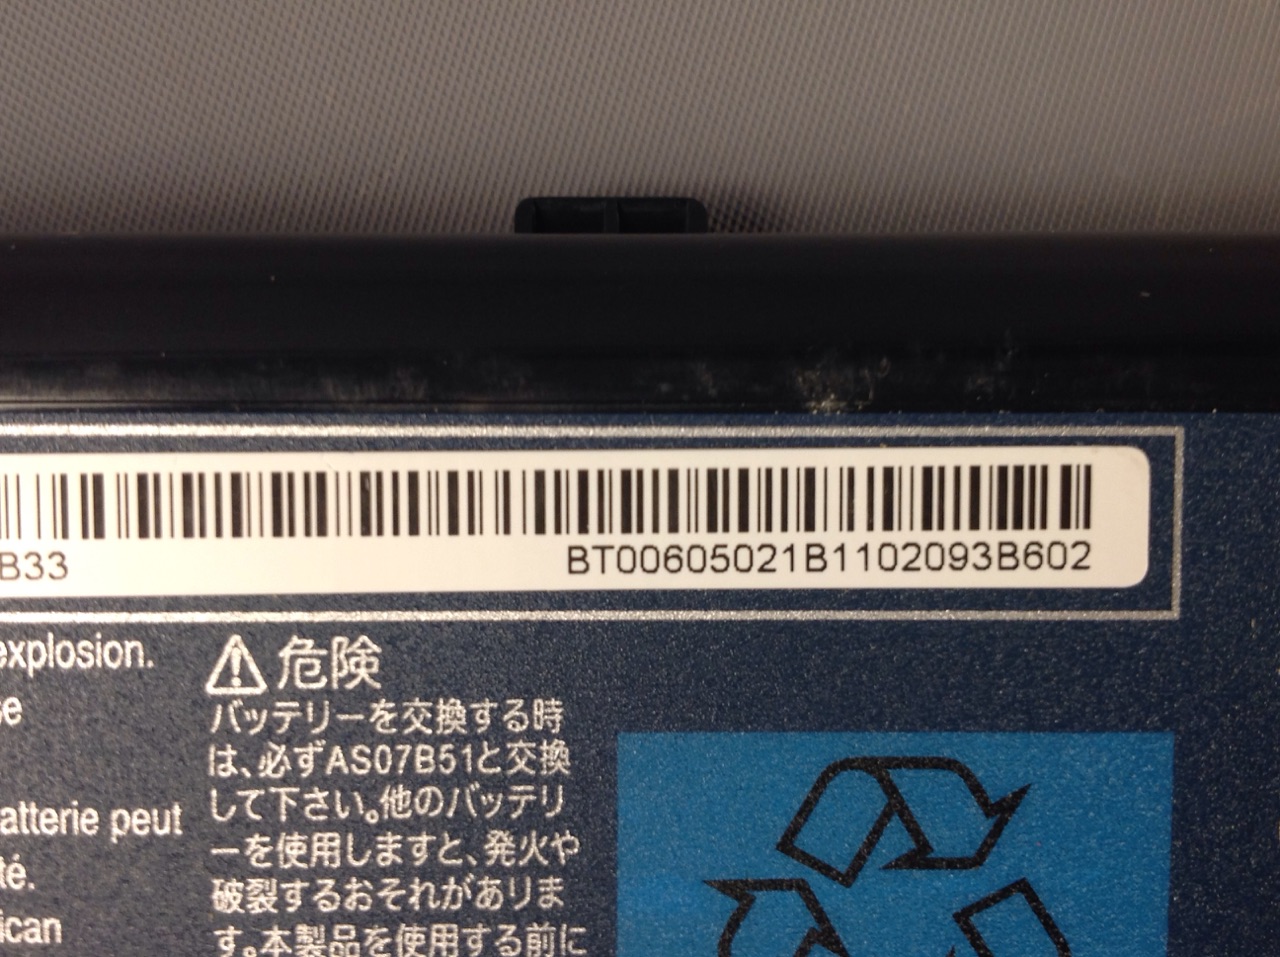 B33
BT00605021B1102093B602
explosion.
se
atterie peut
té.
ican
危険
バッテリーを交換する時
は、必ずAS07B51と交換
して下さい。他のバッテリ
ーを使用しますと、発火や
破裂するおそれがありま
す。本製品を使用する前に